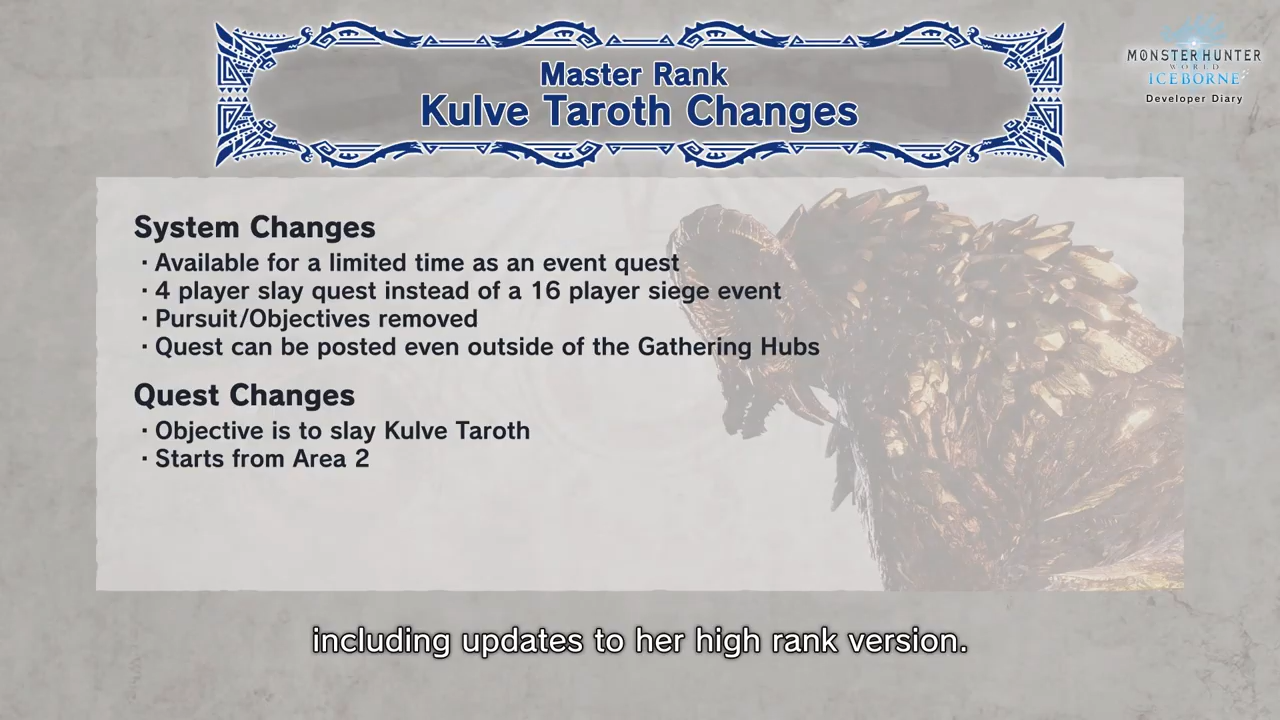 Master Rank
Kulve Taroth Changes
MONSTER HUNTER
WORLD
ICEBORNE
Developer Diary
System Changes
· Available for a limited time as an event quest
· 4 player slay quest instead of a 16 player siege event
· Pursuit/Objectives removed
· Quest can be posted even outside of the Gathering Hubs
Quest Changes
· Objective is to slay Kulve Taroth
· Starts from Area 2
including updates to her high rank version.